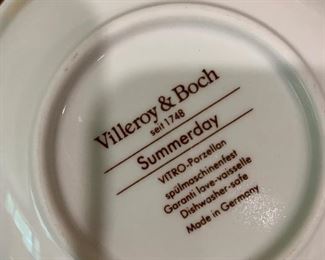 Villeroy & Boch
seit 1748
Summerday
VITRO-Porzellan
spülmaschinenfest
Garanti lave-vaisselle
Dishwasher-safe
Made in Germany